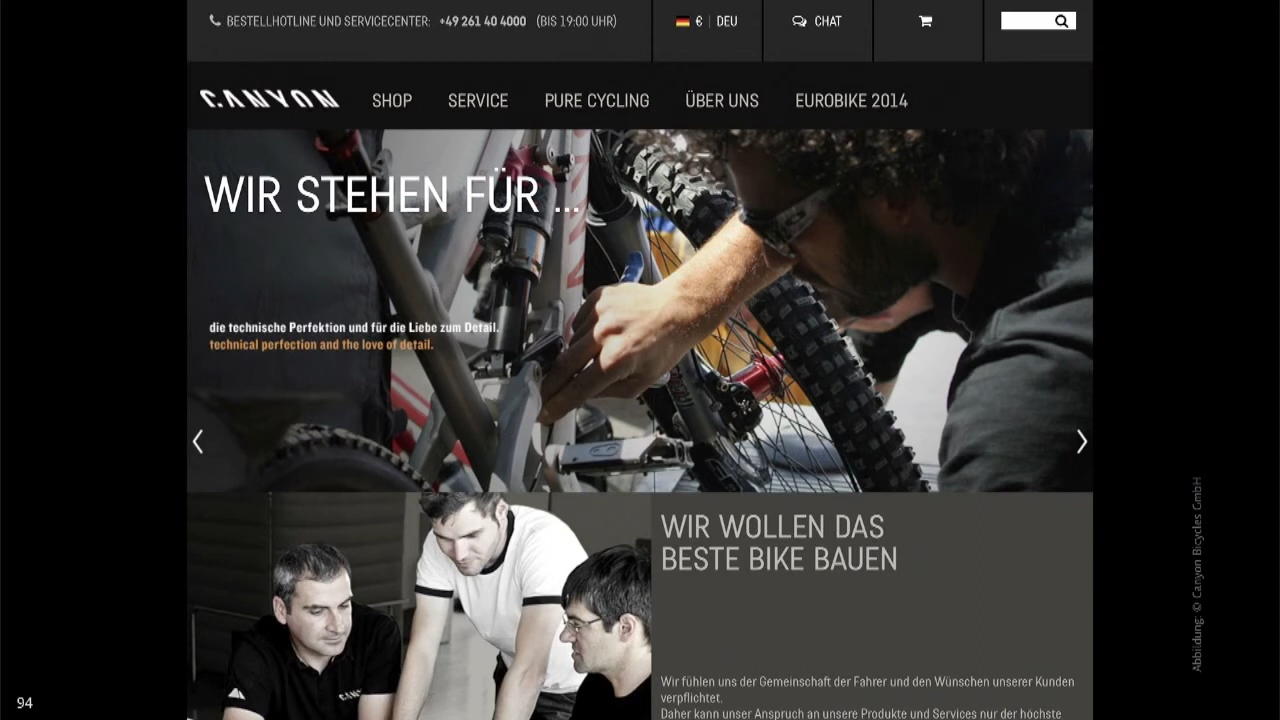 BESTELLHOTLINE UND SERVICECENTER: +49 261 40 4000 (BIS 19:00 UHR)
€ | DEU
CHAT
CANYON
SHOP
SERVICE
PURE CYCLING
ÜBER UNS
EUROBIKE 2014
WIR STEHEN FÜR ...
die technische Perfektion und für die Liebe zum Detail.
technical perfection and the love of detail.
WIR WOLLEN DAS
BESTE BIKE BAUEN
Wir fühlen uns der Gemeinschaft der Fahrer und den Wünschen unserer Kunden
verpflichtet.
Daher kann unser Anspruch an unsere Produkte und Services nur der höchste
Abbildung: © Canyon Bicycles GmbH
94